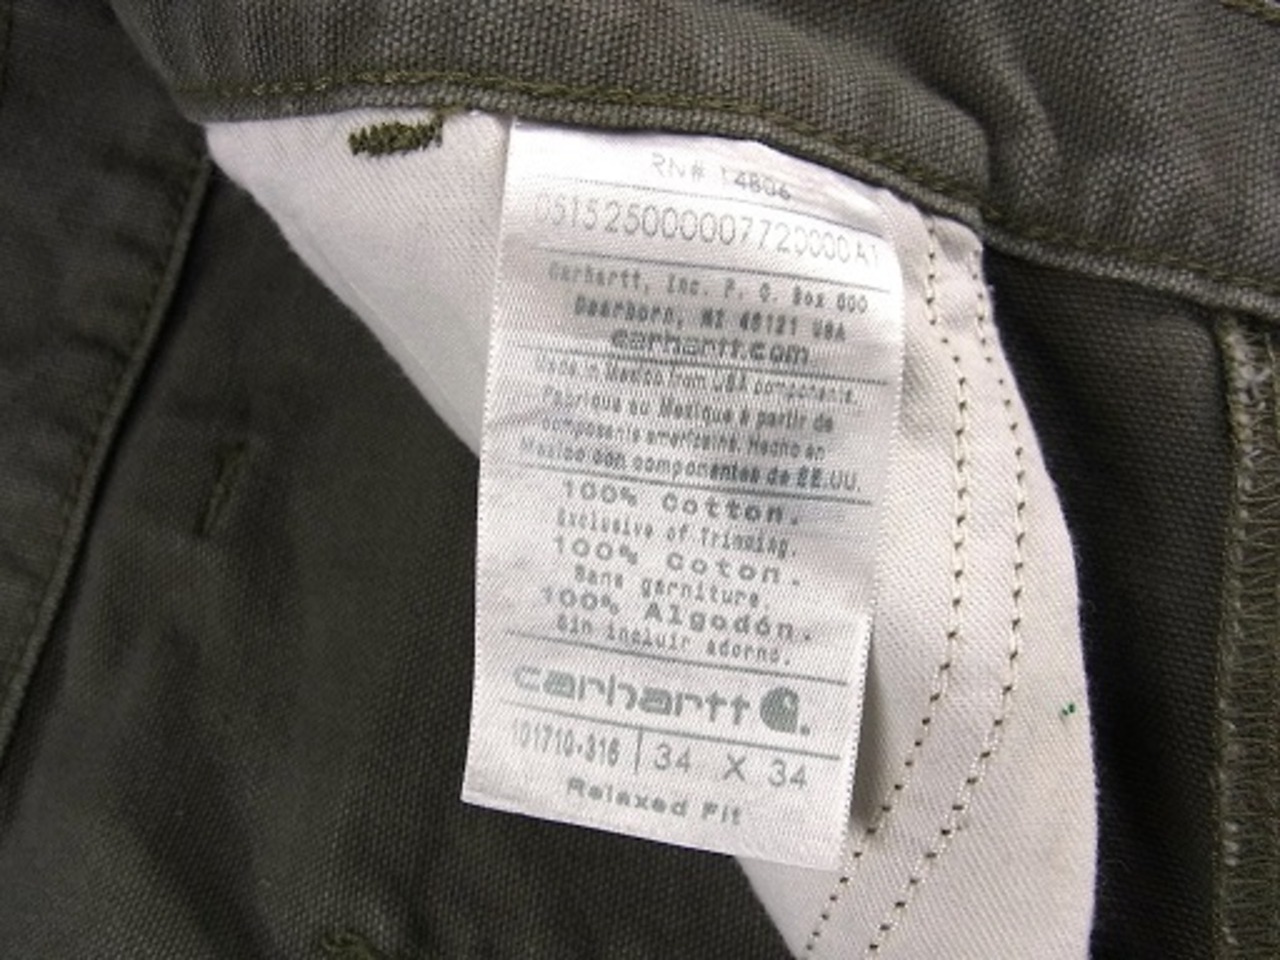 RN# 14806
051525000007720000A1
Carhartt, Inc. P. O. Box 600
Dearborn, MI 48121 USA
carhartt.com
Made in Mexico from USA components.
Fabriqué au Mexique à partir de
composants américains. Hecho en
Mexico con componentes de EE.UU.
100% Cotton.
Exclusive of Trimming.
100% Coton.
Sans garniture.
100% Algodón.
Sin incluir adorno.
carhartt
101710-316 34 X 34
Relaxed Fit